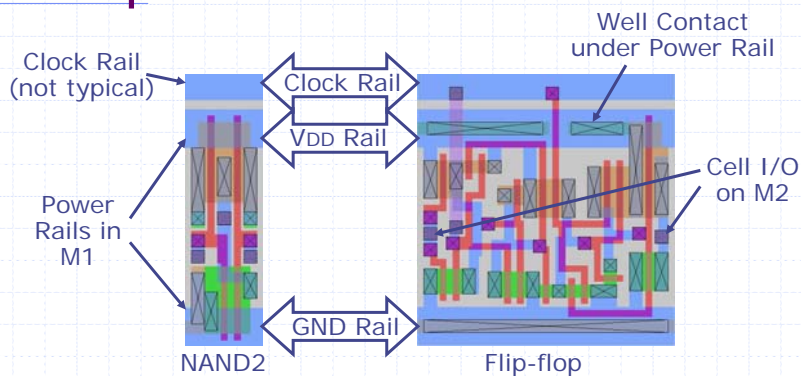 Well Contact
under Power Rail
Clock Rail
(not typical)
Clock Rail
VDD Rail
Cell I/O
on M2
Power
Rails in
M1
GND Rail
NAND2
Flip-flop